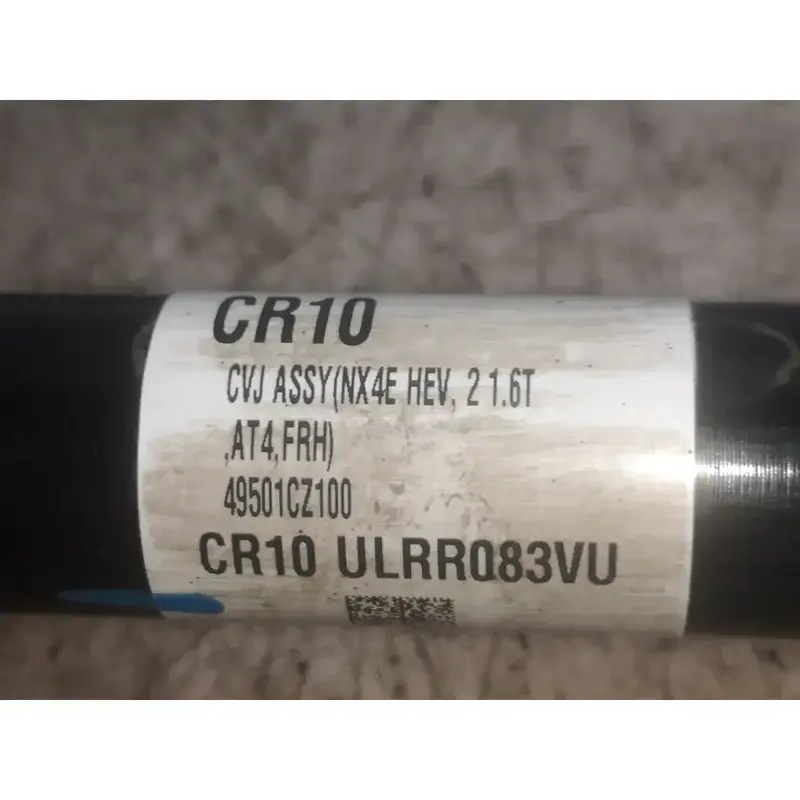 CR10
CVJ ASSY(NX4E HEV, 2 1.6T
,AT4,FRH)
49501CZ100
CR10 ULRR083VU